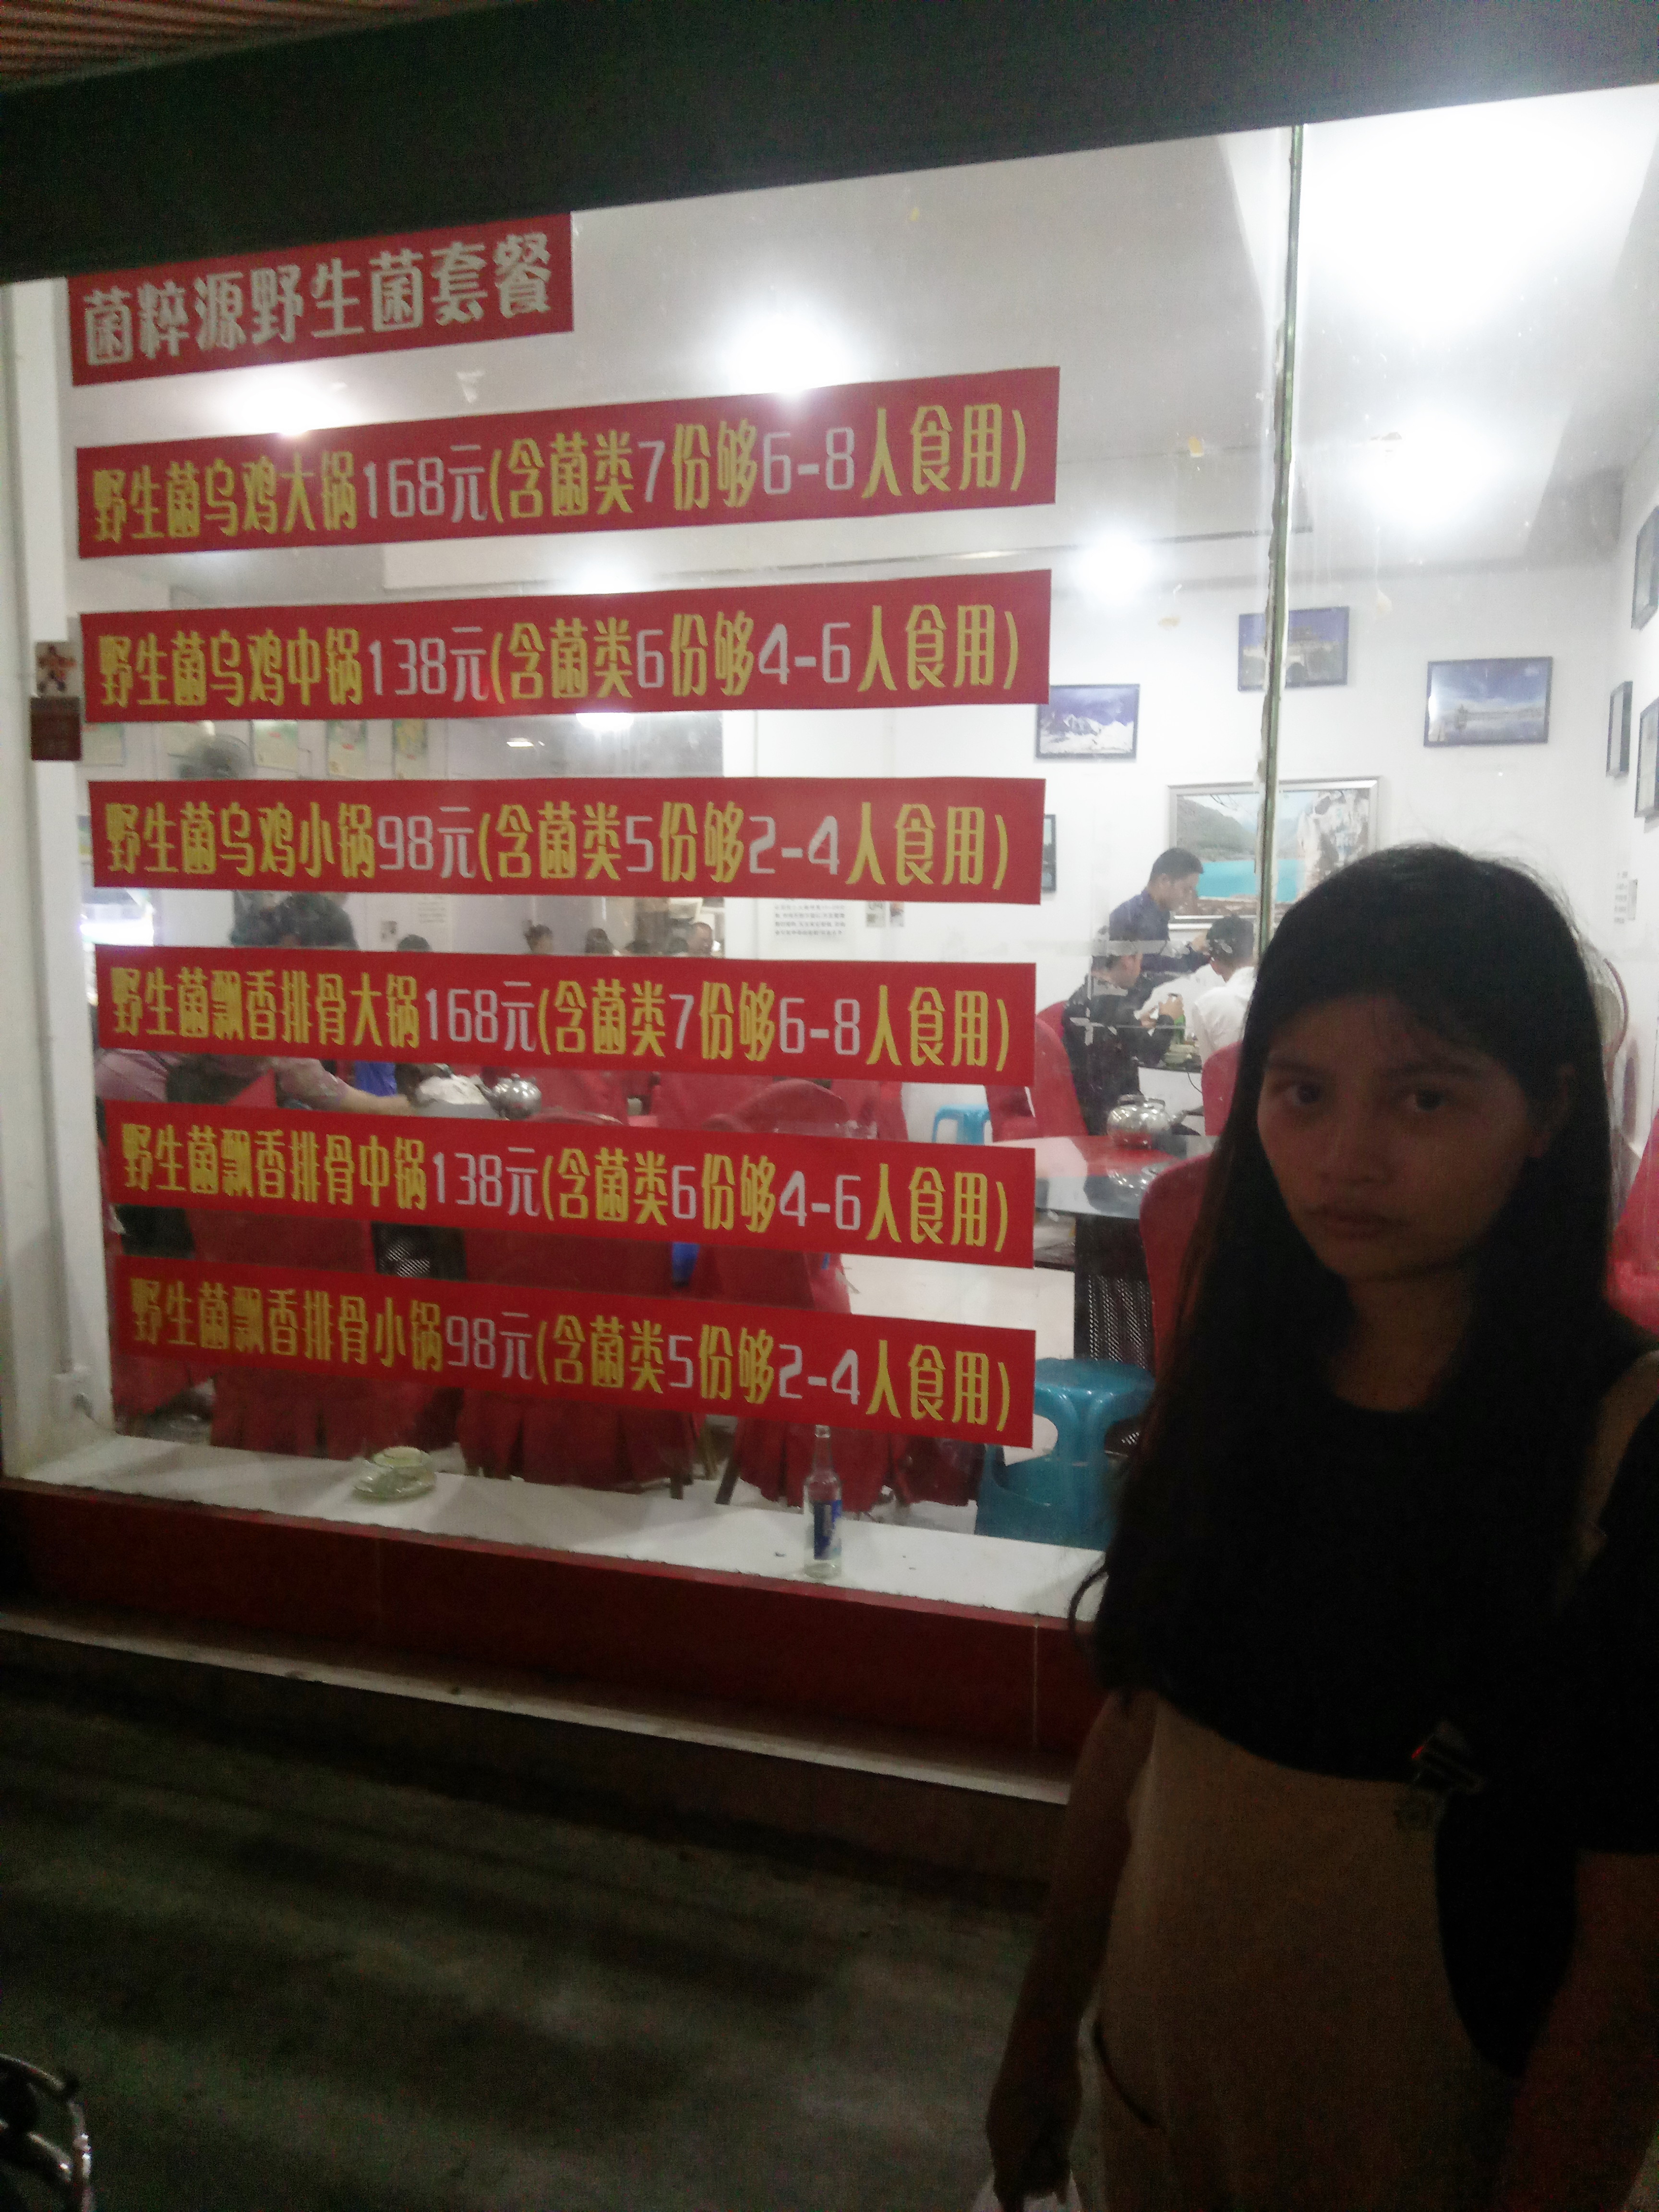 菌粹源野生菌套餐
野生菌乌鸡大锅168元(含菌类7份够6-8人食用)
野生菌乌鸡中锅138元(含菌类6份够4-6人食用)
野生菌乌鸡小锅98元(含菌类5份够2-4人食用)
野生菌飘香排骨大锅168元(含菌类7份够6-8人食用)
野生菌飘香排骨中锅138元(含菌类6份够4-6人食用)
野生菌飘香排骨小锅98元(含菌类5份够2-4人食用)